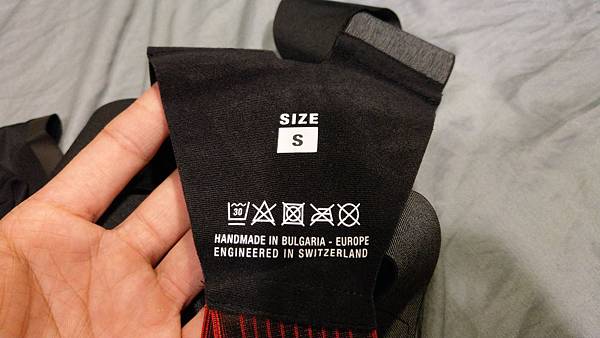 SIZE
S
30
HANDMADE IN BULGARIA - EUROPE
ENGINEERED IN SWITZERLAND